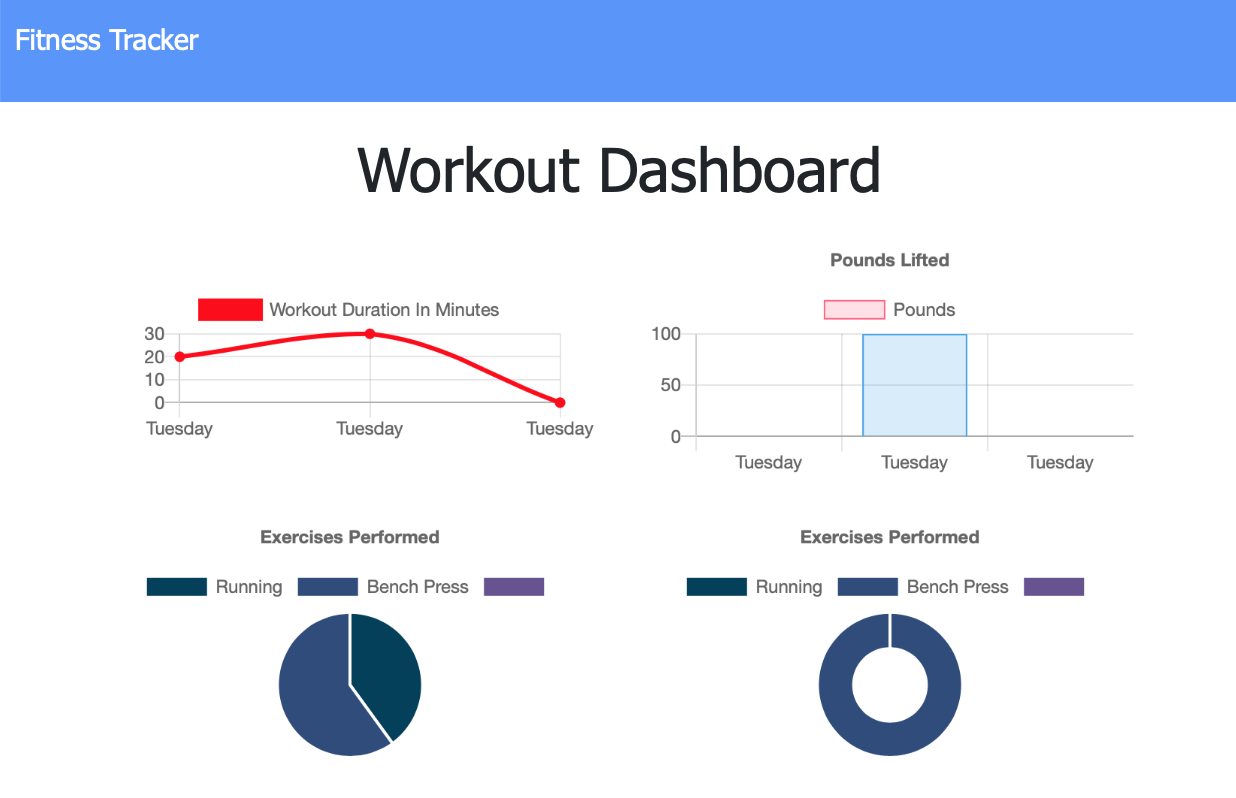 Fitness Tracker
Workout Dashboard
Workout Duration In Minutes
30
20
10
0
Tuesday Tuesday Tuesday
Pounds Lifted
Pounds
100
50
0
Tuesday Tuesday Tuesday
Exercises Performed
Running Bench Press
Exercises Performed
Running Bench Press